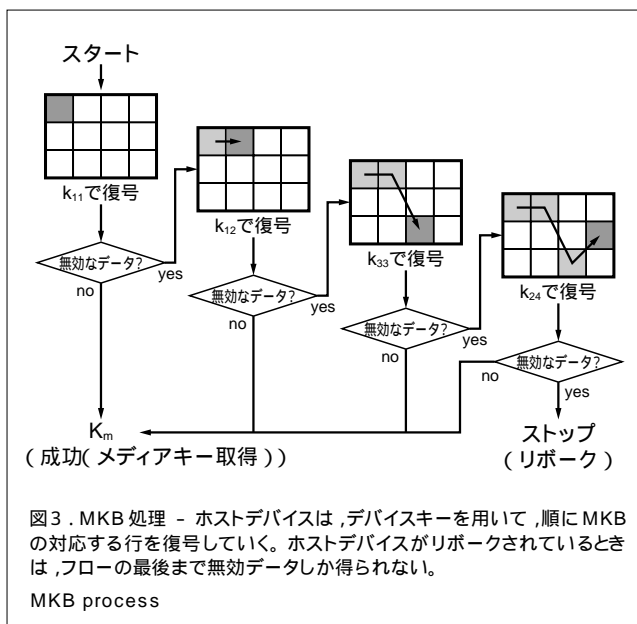 スタート
k₁₁で復号
無効なデータ?
yes
no
k₁₂で復号
無効なデータ?
yes
no
k₃₃で復号
無効なデータ?
yes
no
k₂₄で復号
無効なデータ?
no
yes
Kₘ
(成功(メディアキー取得))
ストップ
(リボーク)
図3.MKB 処理 - ホストデバイスは,デバイスキーを用いて,順にMKB
の対応する行を復号していく。ホストデバイスがリボークされているとき
は,フローの最後まで無効データしか得られない。
MKB process